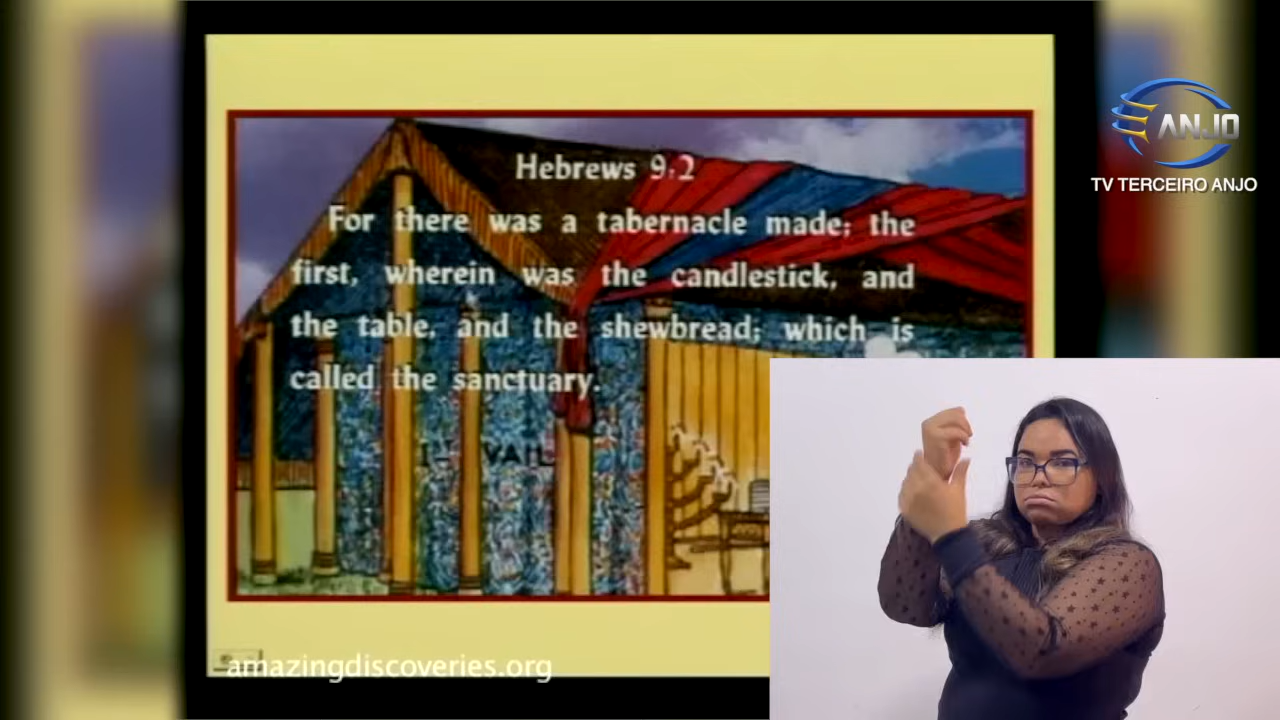 Hebrews 9:2
For there was a tabernacle made; the
first, wherein was the candlestick, and
the table, and the shewbread; which is
called the sanctuary.
VAIL
amazingdiscoveries.org
ANJO
TV TERCEIRO ANJO